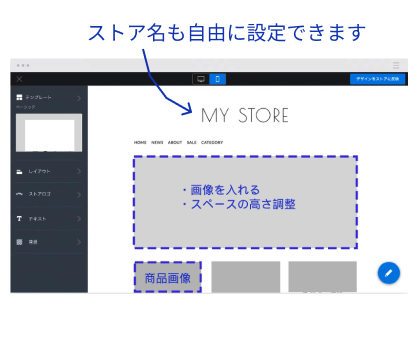 ストア名も自由に設定できます
デザインをストアに反映
テンプレート
ベーシック
MY STORE
HOME NEWS ABOUT SALE CATEGORY
レイアウト
・画像を入れる
ストアロゴ
・スペースの高さ調整
テキスト
背景
商品画像